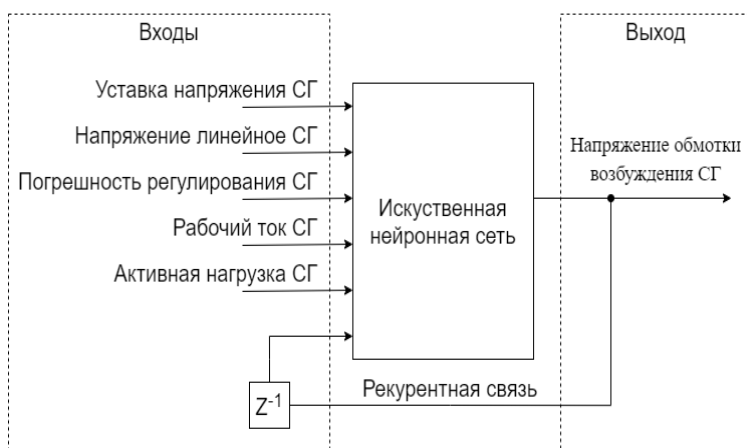 Входы
Выход
Уставка напряжения СГ
Напряжение линейное СГ
Погрешность регулирования СГ
Рабочий ток СГ
Активная нагрузка СГ
Искуственная
нейронная сеть
Напряжение обмотки
возбуждения СГ
Рекурентная связь
Z⁻¹